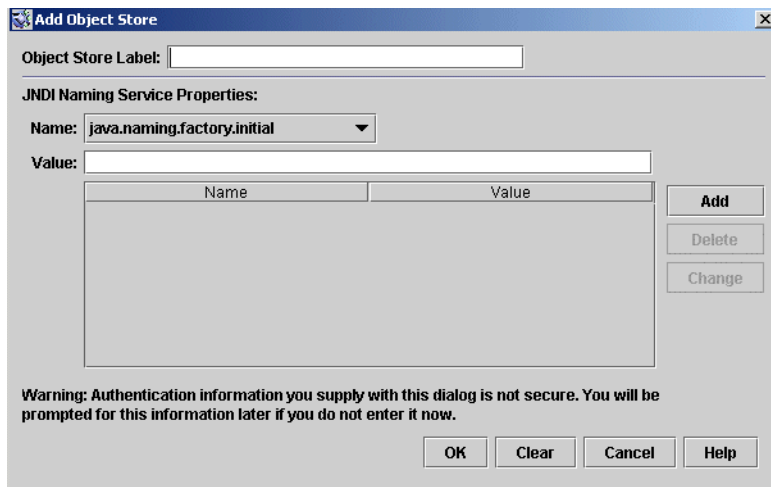 Add Object Store
Object Store Label:
JNDI Naming Service Properties:
Name: java.naming.factory.initial
Value:
Name Value
Add
Delete
Change
Warning: Authentication information you supply with this dialog is not secure. You will be
prompted for this information later if you do not enter it now.
OK Clear Cancel Help